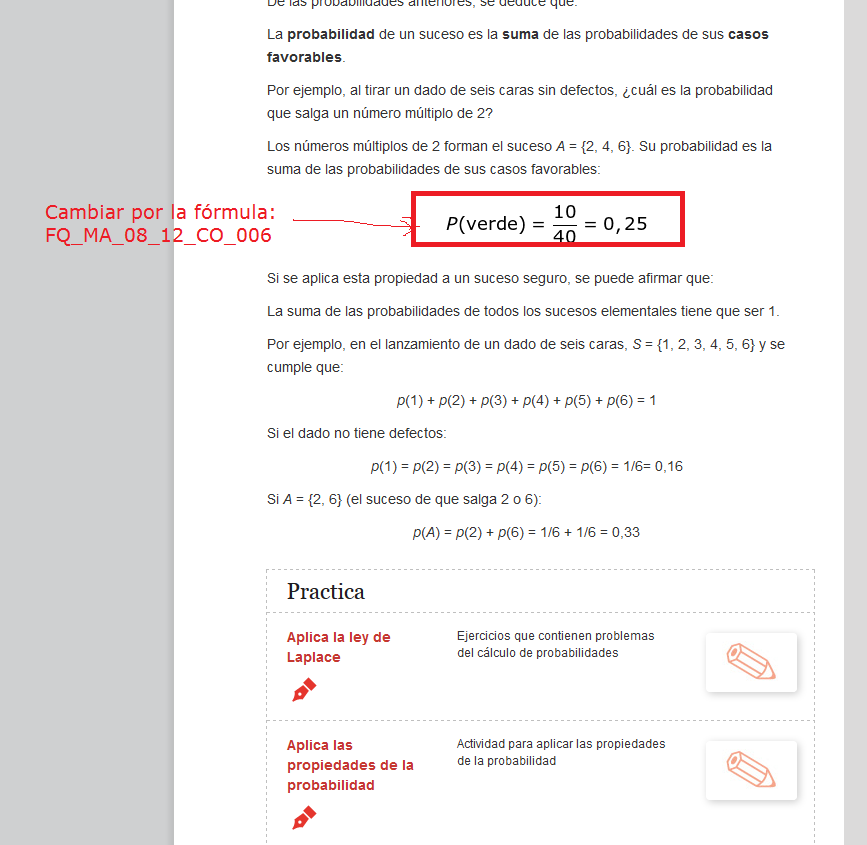 De las probabilidades anteriores, se deduce que:
La probabilidad de un suceso es la suma de las probabilidades de sus casos
favorables.
Por ejemplo, al tirar un dado de seis caras sin defectos, ¿cuál es la probabilidad
que salga un número múltiplo de 2?
Los números múltiplos de 2 forman el suceso A = {2, 4, 6}. Su probabilidad es la
suma de las probabilidades de sus casos favorables:
Cambiar por la fórmula:
FQ_MA_08_12_CO_006
P(verde) = 10/40 = 0,25
Si se aplica esta propiedad a un suceso seguro, se puede afirmar que:
La suma de las probabilidades de todos los sucesos elementales tiene que ser 1.
Por ejemplo, en el lanzamiento de un dado de seis caras, S = {1, 2, 3, 4, 5, 6} y se
cumple que:
p(1) + p(2) + p(3) + p(4) + p(5) + p(6) = 1
Si el dado no tiene defectos:
p(1) = p(2) = p(3) = p(4) = p(5) = p(6) = 1/6= 0,16
Si A = {2, 6} (el suceso de que salga 2 o 6):
p(A) = p(2) + p(6) = 1/6 + 1/6 = 0,33
Practica
Aplica la ley de
Laplace
Ejercicios que contienen problemas
del cálculo de probabilidades
Aplica las
propiedades de la
probabilidad
Actividad para aplicar las propiedades
de la probabilidad